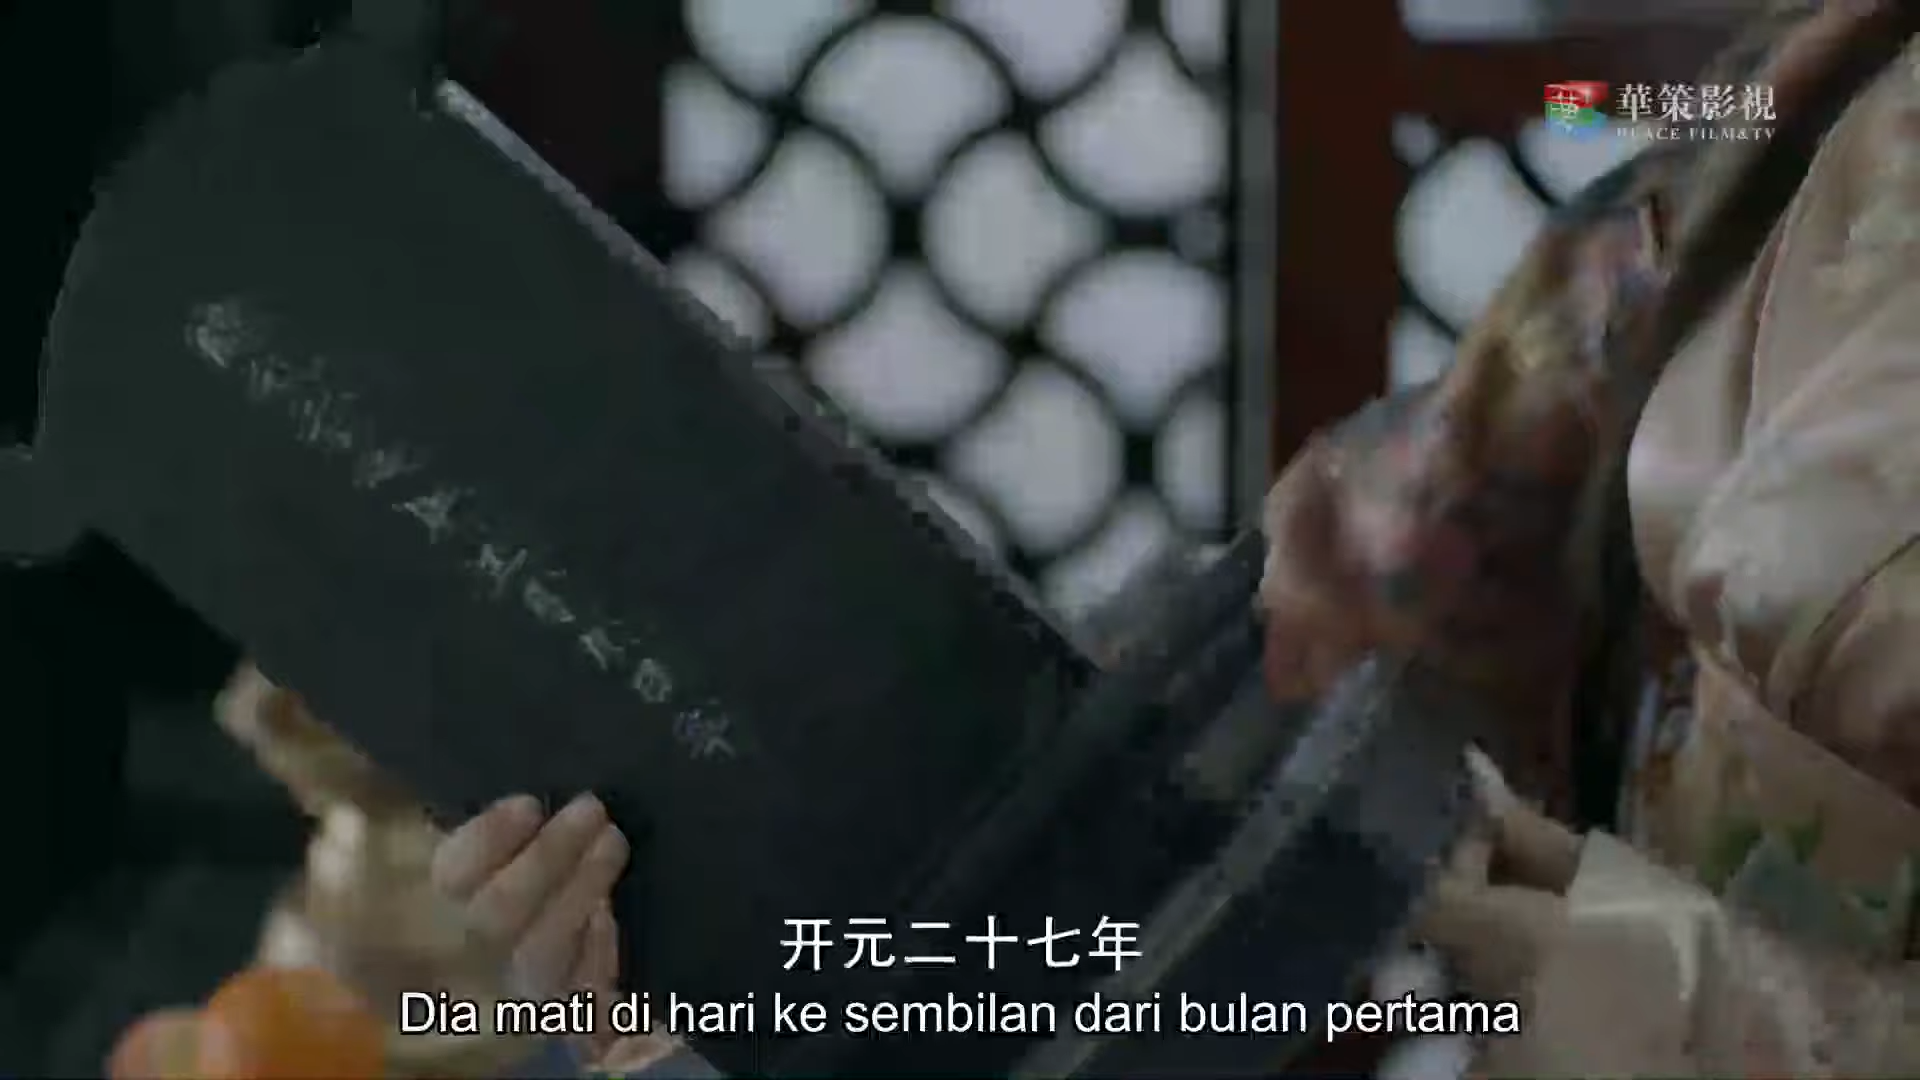 華策影視
HUACE FILM&TV
开元二十七年
Dia mati di hari ke sembilan dari bulan pertama